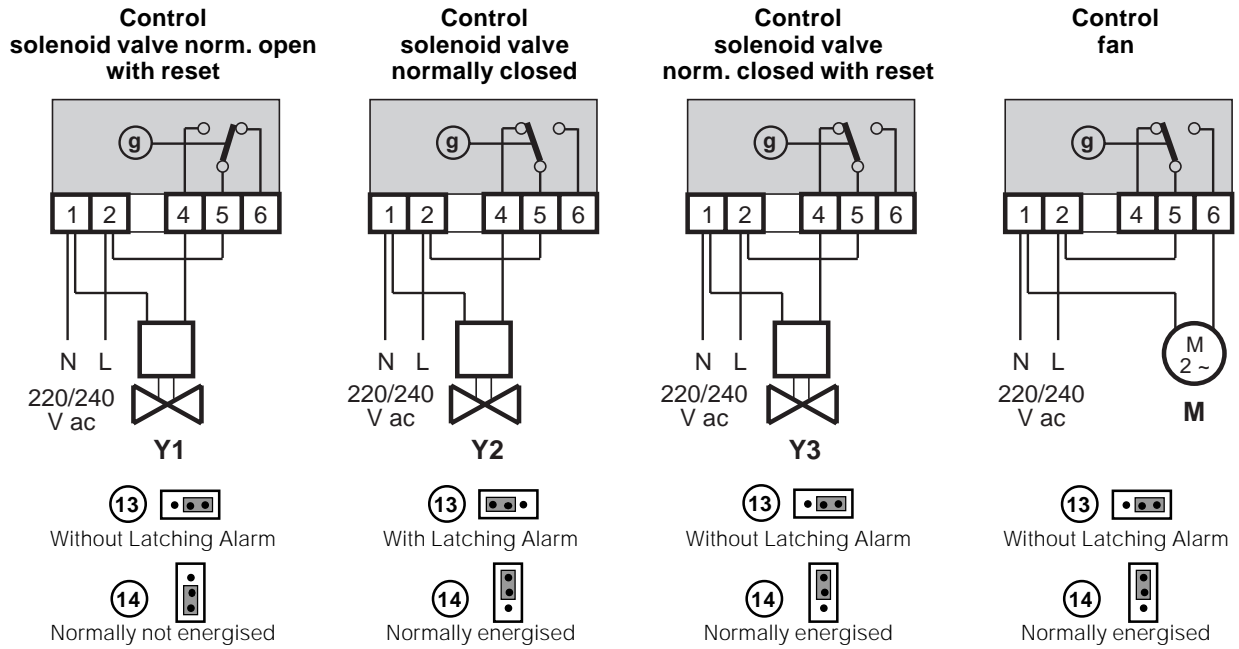 Control
solenoid valve norm. open
with reset
g
1 2 4 5 6
N L
220/240
V ac
Y1
13
Without Latching Alarm
14
Normally not energised
Control
solenoid valve
normally closed
g
1 2 4 5 6
N L
220/240
V ac
Y2
13
With Latching Alarm
14
Normally energised
Control
solenoid valve
norm. closed with reset
g
1 2 4 5 6
N L
220/240
V ac
Y3
13
Without Latching Alarm
14
Normally energised
Control
fan
g
1 2 4 5 6
N L
220/240
V ac
M
2 ~
M
13
Without Latching Alarm
14
Normally energised